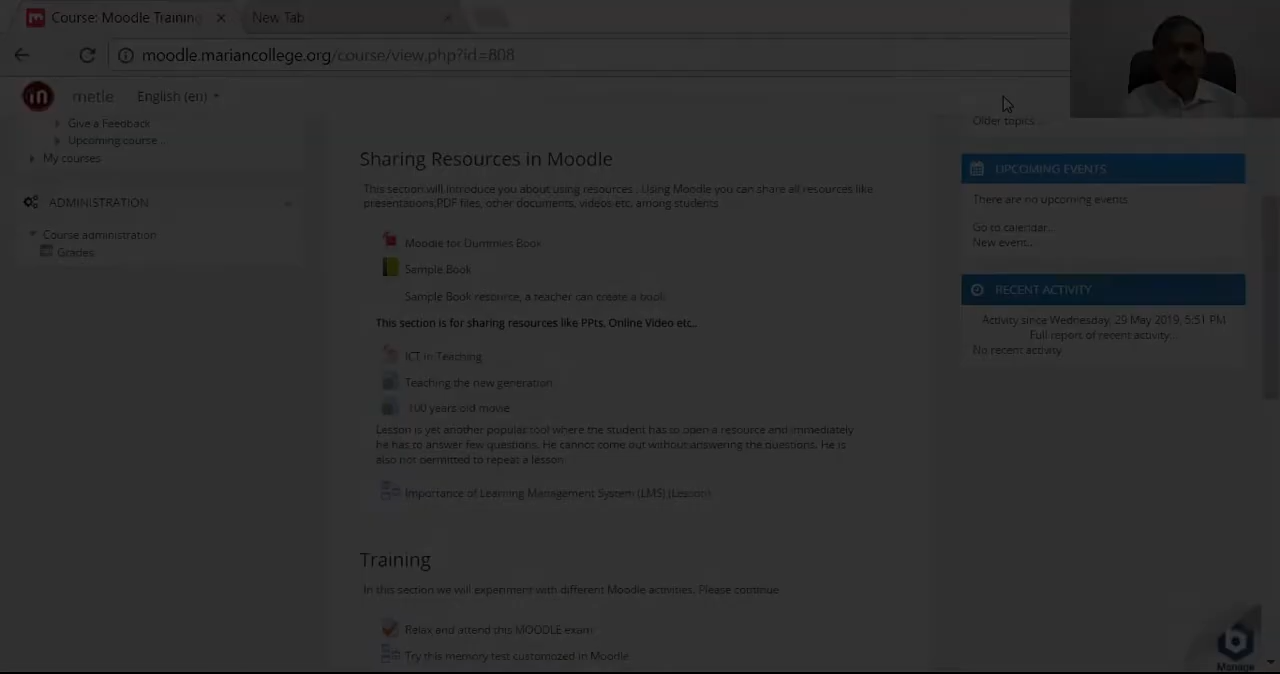 Course: Moodle Training
New Tab
moodle.mariancollege.org/course/view.php?id=808
metle English (en)
Give a Feedback
Upcoming course...
My courses
ADMINISTRATION
Course administration
Grades
Sharing Resources in Moodle
This section will introduce you about using resources . Using Moodle you can share all resources like
presentations,PDF files, other documents, videos etc, among students
Moodle for Dummies Book
Sample Book
Sample Book resource, a teacher can create a book
This section is for sharing resources like PPts, Online Video etc..
ICT in Teaching
Teaching the new generation
100 years old movie
Lesson is yet another popular tool where the student has to open a resource and immediately
he has to answer few questions. He cannot come out without answering the questions. He is
also not permitted to repeat a lesson
Importance of Learning Management System (LMS) (Lesson)
Training
In this section we will experiment with different Moodle activities. Please continue
Relax and attend this MOODLE exam
Try this memory test customized in Moodle
Older topics...
UPCOMING EVENTS
There are no upcoming events
Go to calendar...
New event...
RECENT ACTIVITY
Activity since Wednesday, 29 May 2019, 5:51 PM
Full report of recent activity...
No recent activity
Manage